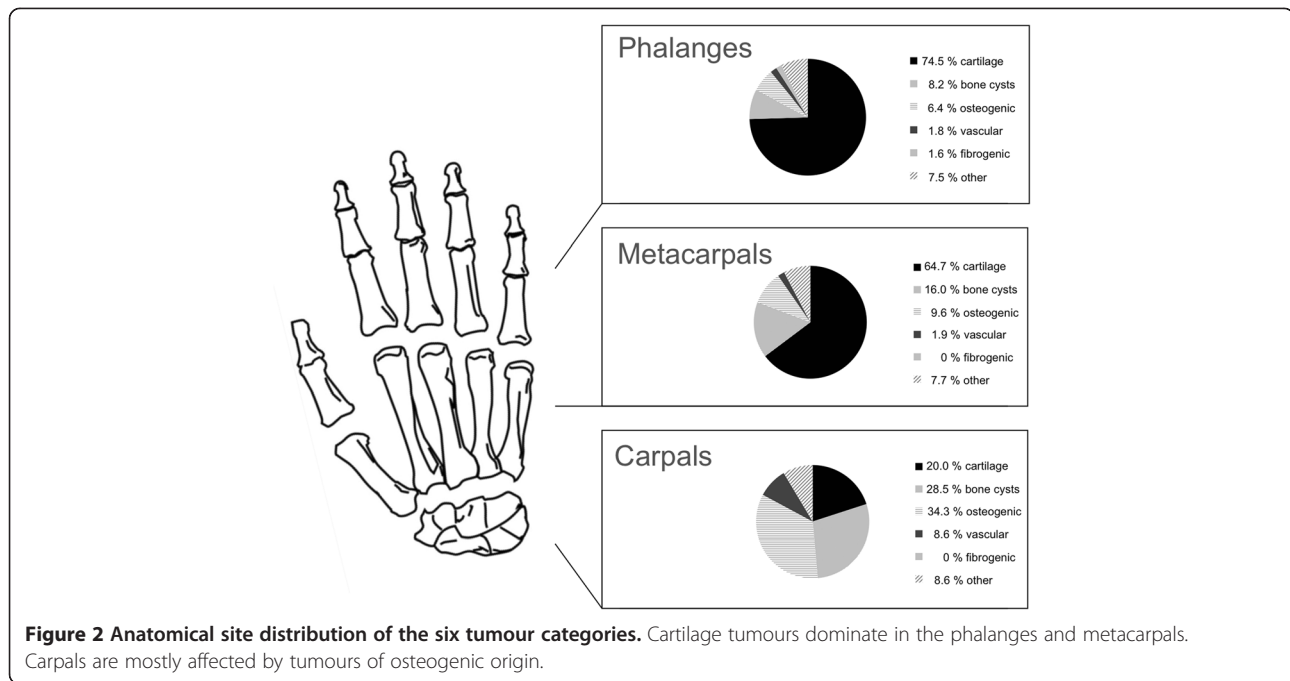 Phalanges
74.5 % cartilage
8.2 % bone cysts
6.4 % osteogenic
1.8 % vascular
1.6 % fibrogenic
7.5 % other
Metacarpals
64.7 % cartilage
16.0 % bone cysts
9.6 % osteogenic
1.9 % vascular
0 % fibrogenic
7.7 % other
Carpals
20.0 % cartilage
28.5 % bone cysts
34.3 % osteogenic
8.6 % vascular
0 % fibrogenic
8.6 % other
Figure 2 Anatomical site distribution of the six tumour categories. Cartilage tumours dominate in the phalanges and metacarpals.
Carpals are mostly affected by tumours of osteogenic origin.